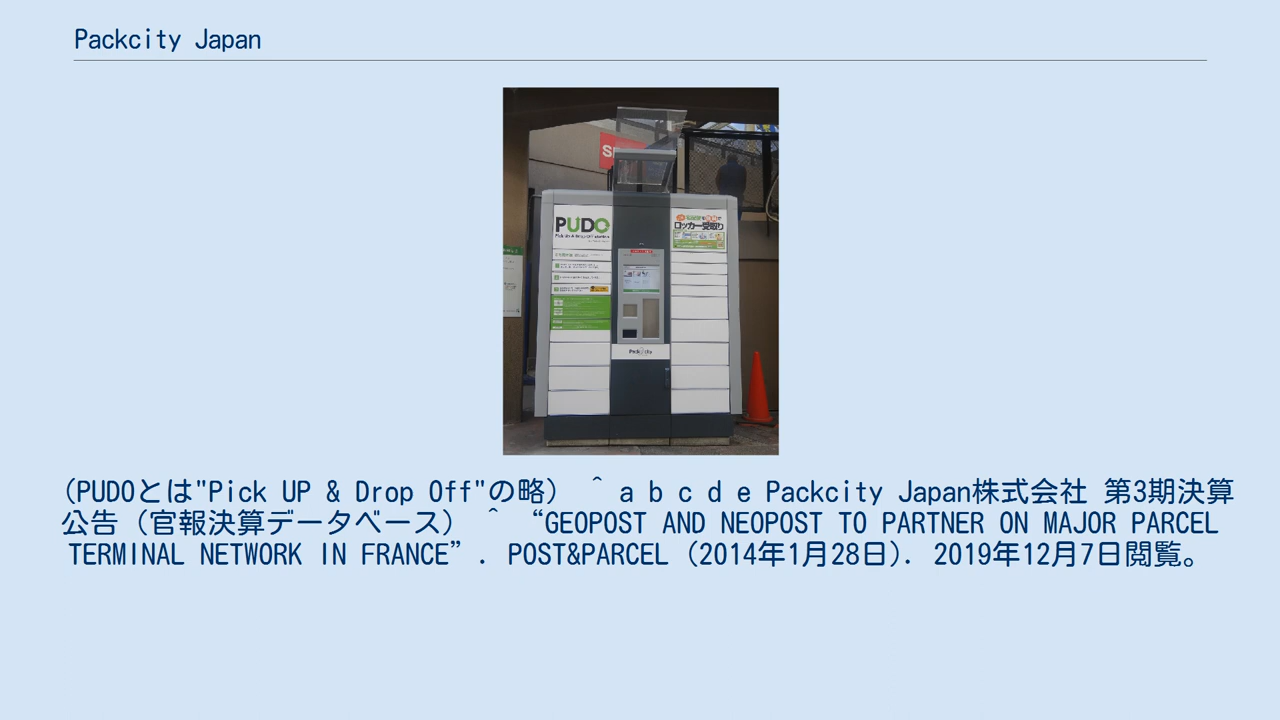 Packcity Japan
PUDO
ロッカー受取り
(PUDOとは"Pick UP & Drop Off"の略) ^ a b c d e Packcity Japan株式会社 第3期決算
公告（官報決算データベース） ^ “GEOPOST AND NEOPOST TO PARTNER ON MAJOR PARCEL
TERMINAL NETWORK IN FRANCE”. POST&PARCEL (2014年1月28日). 2019年12月7日閲覧。